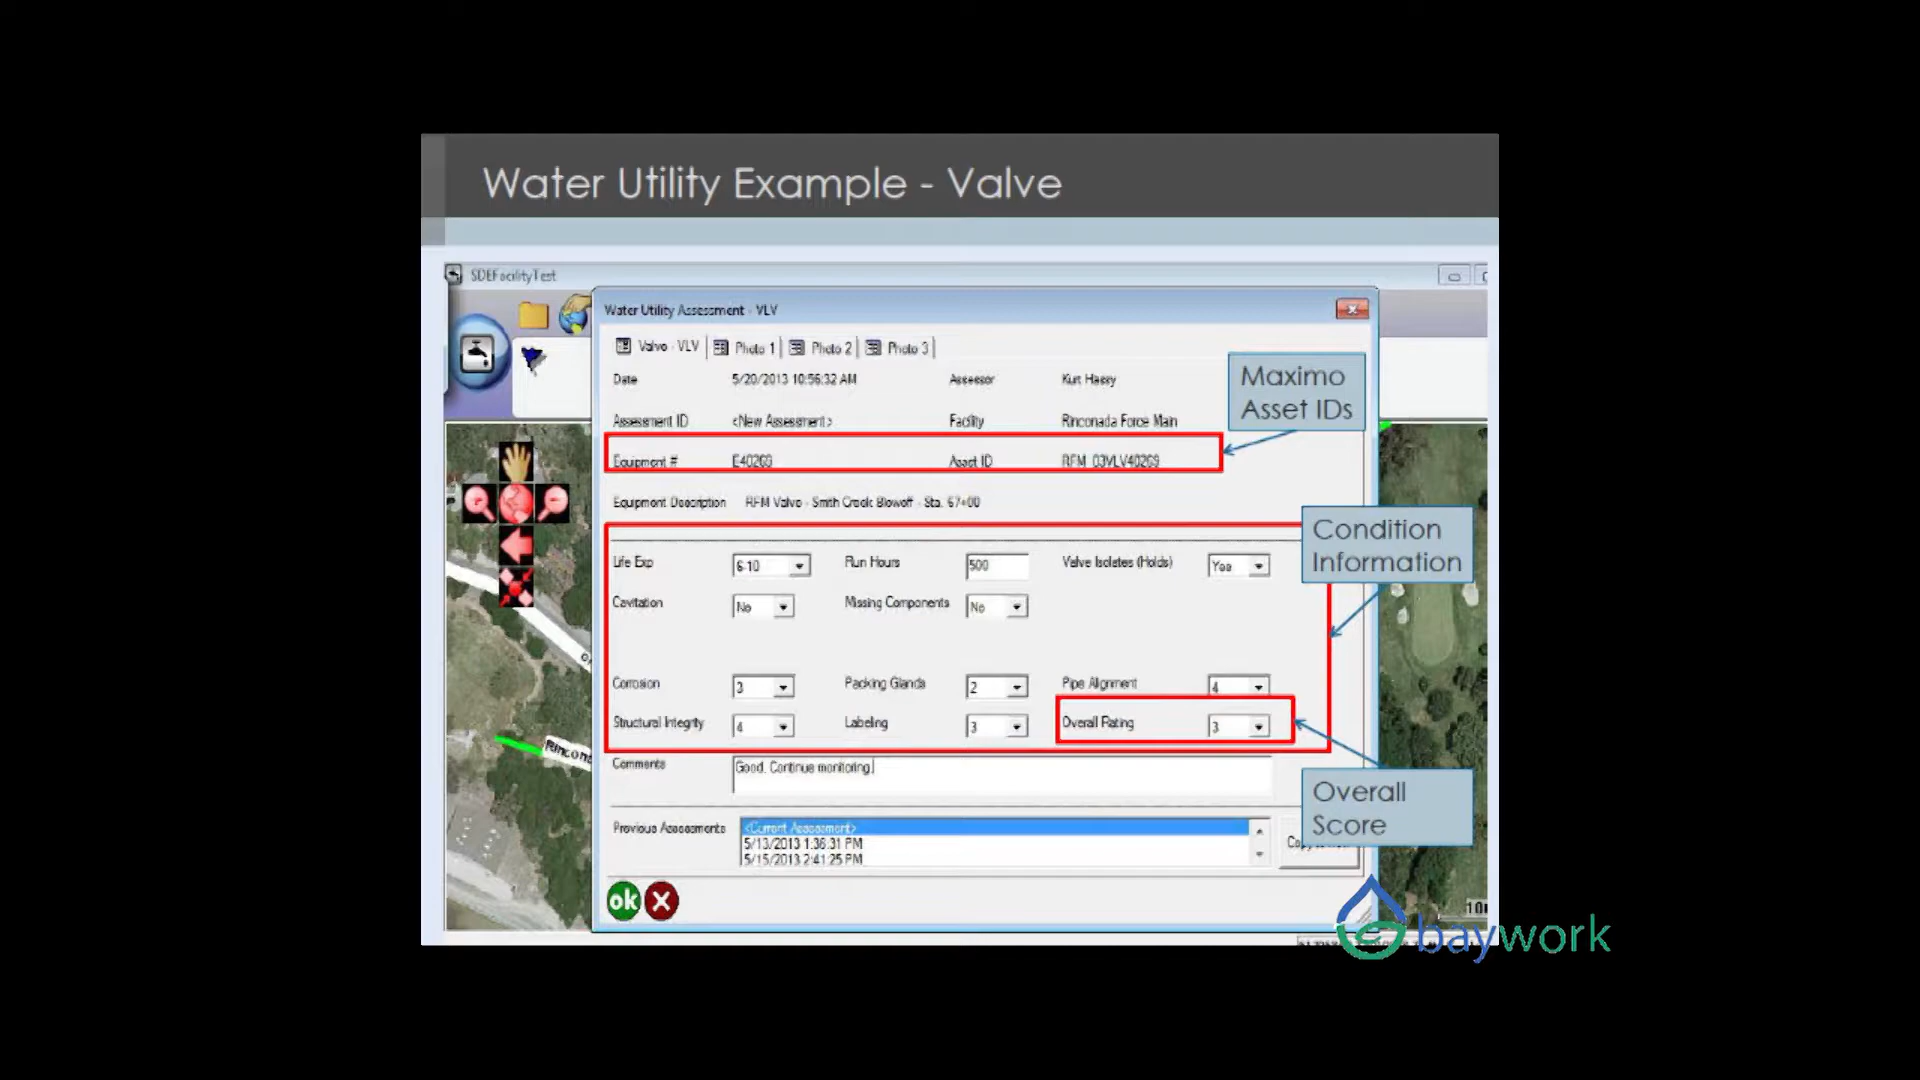 Water Utility Example - Valve
SDEFacilityTest
Water Utility Assessment - VLV
Valve - VLV
Photo 1
Photo 2
Photo 3
Date
5/20/2013 10:56:32 AM
Assessor
Kurt Hassy
Maximo
Asset IDs
Assessment ID
<New Assessment>
Facility
Rinconada Force Main
Equipment #
E40269
Asset ID
RFM_03VLV40269
Equipment Description
RFM Valve - Smith Creek Blowoff - Sta. 67+00
Condition
Information
Life Exp
6-10
Run Hours
500
Valve Isolates (Holds)
Yes
Cavitation
No
Missing Components
No
Corrosion
3
Packing Glands
2
Pipe Alignment
4
Structural Integrity
4
Labeling
3
Overall Rating
3
Rincon
Comments
Good. Continue monitoring.
Overall
Score
Previous Assessments
<Current Assessment>
5/13/2013 1:36:31 PM
5/15/2013 2:41:25 PM
Copy
ok
baywork